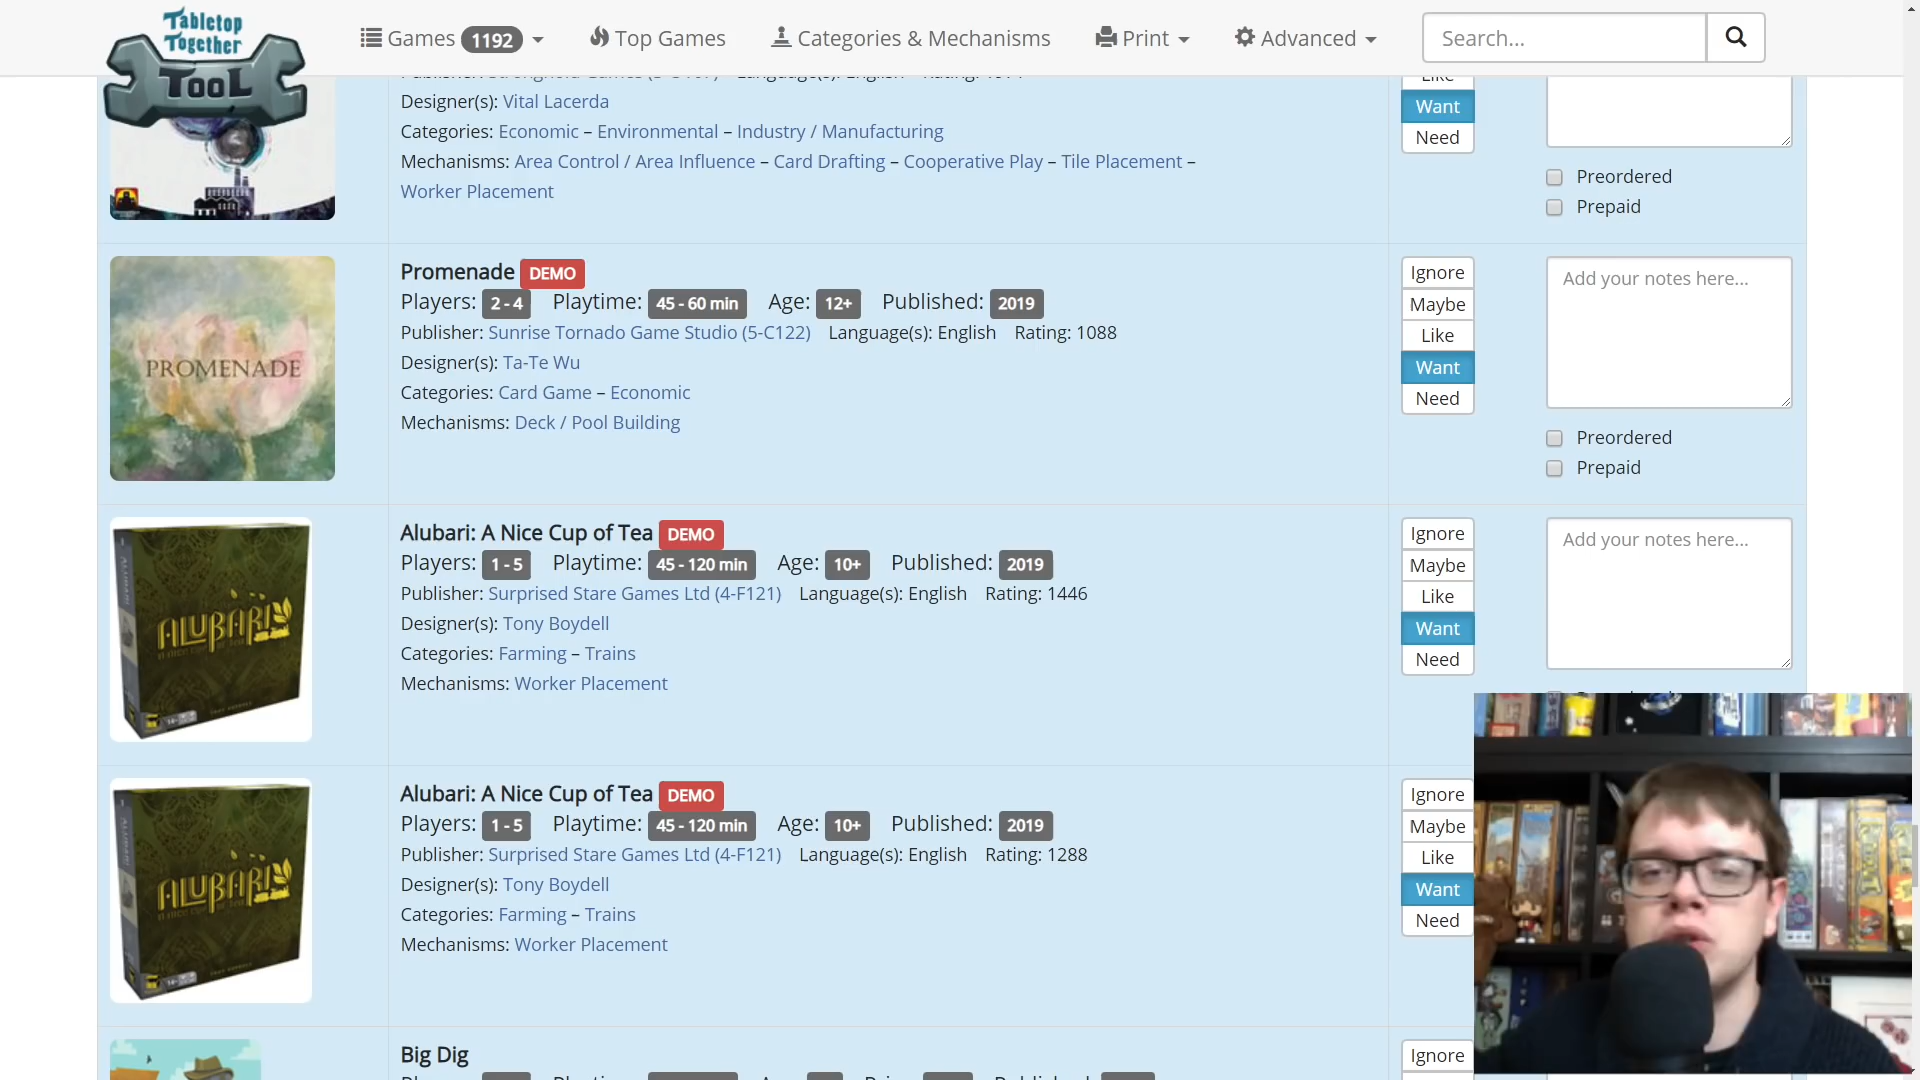 Tabletop
Together
TOOL
Games 1192
Top Games
Categories & Mechanisms
Print
Advanced
Search...
Designer(s): Vital Lacerda
Categories: Economic – Environmental – Industry / Manufacturing
Mechanisms: Area Control / Area Influence – Card Drafting – Cooperative Play – Tile Placement –
Worker Placement
Like
Want
Need
Preordered
Prepaid
PROMENADE
Promenade DEMO
Players: 2 - 4 Playtime: 45 - 60 min Age: 12+ Published: 2019
Publisher: Sunrise Tornado Game Studio (5-C122) Language(s): English Rating: 1088
Designer(s): Ta-Te Wu
Categories: Card Game – Economic
Mechanisms: Deck / Pool Building
Ignore
Maybe
Like
Want
Need
Add your notes here...
Preordered
Prepaid
ALUBARI
Alubari: A Nice Cup of Tea DEMO
Players: 1 - 5 Playtime: 45 - 120 min Age: 10+ Published: 2019
Publisher: Surprised Stare Games Ltd (4-F121) Language(s): English Rating: 1446
Designer(s): Tony Boydell
Categories: Farming – Trains
Mechanisms: Worker Placement
Ignore
Maybe
Like
Want
Need
Add your notes here...
ALUBARI
Alubari: A Nice Cup of Tea DEMO
Players: 1 - 5 Playtime: 45 - 120 min Age: 10+ Published: 2019
Publisher: Surprised Stare Games Ltd (4-F121) Language(s): English Rating: 1288
Designer(s): Tony Boydell
Categories: Farming – Trains
Mechanisms: Worker Placement
Ignore
Maybe
Like
Want
Need
Big Dig
Ignore